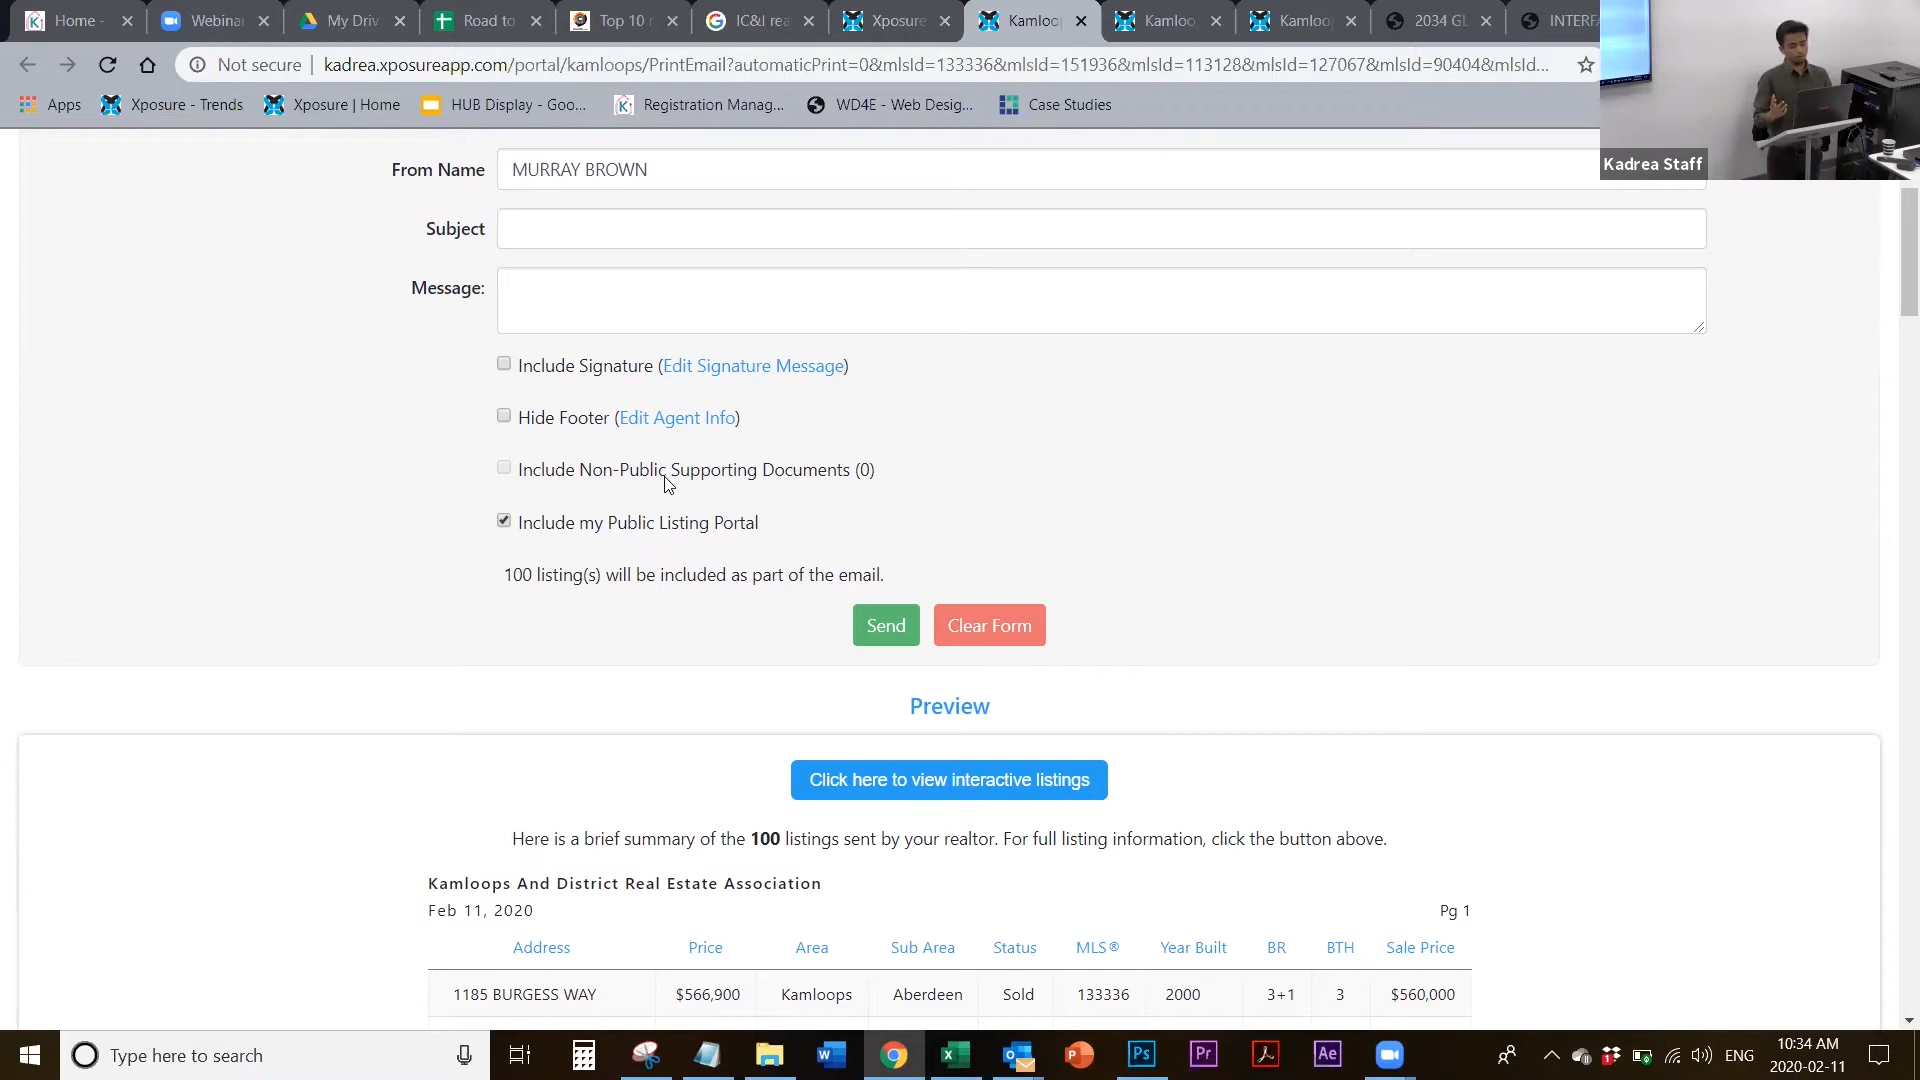 Home -
Webinar
My Driv
Road to
Top 10 r
IC&I rea
Xposure
Kamloo
Kamloo
Kamloo
2034 GL
INTERFA
Not secure | kadrea.xposureapp.com/portal/kamloops/PrintEmail?automaticPrint=0&mlsId=133336&mlsId=151936&mlsId=113128&mlsId=127067&mlsId=90404&mlsId...
Apps
Xposure - Trends
Xposure | Home
HUB Display - Goo...
Registration Manag...
WD4E - Web Desig...
Case Studies
Kadrea Staff
From Name MURRAY BROWN
Subject
Message:
Include Signature (Edit Signature Message)
Hide Footer (Edit Agent Info)
Include Non-Public Supporting Documents (0)
Include my Public Listing Portal
100 listing(s) will be included as part of the email.
Send Clear Form
Preview
Click here to view interactive listings
Here is a brief summary of the 100 listings sent by your realtor. For full listing information, click the button above.
Kamloops And District Real Estate Association
Feb 11, 2020 Pg 1
Address Price Area Sub Area Status MLS® Year Built BR BTH Sale Price
1185 BURGESS WAY $566,900 Kamloops Aberdeen Sold 133336 2000 3+1 3 $560,000
Type here to search
ENG
10:34 AM
2020-02-11